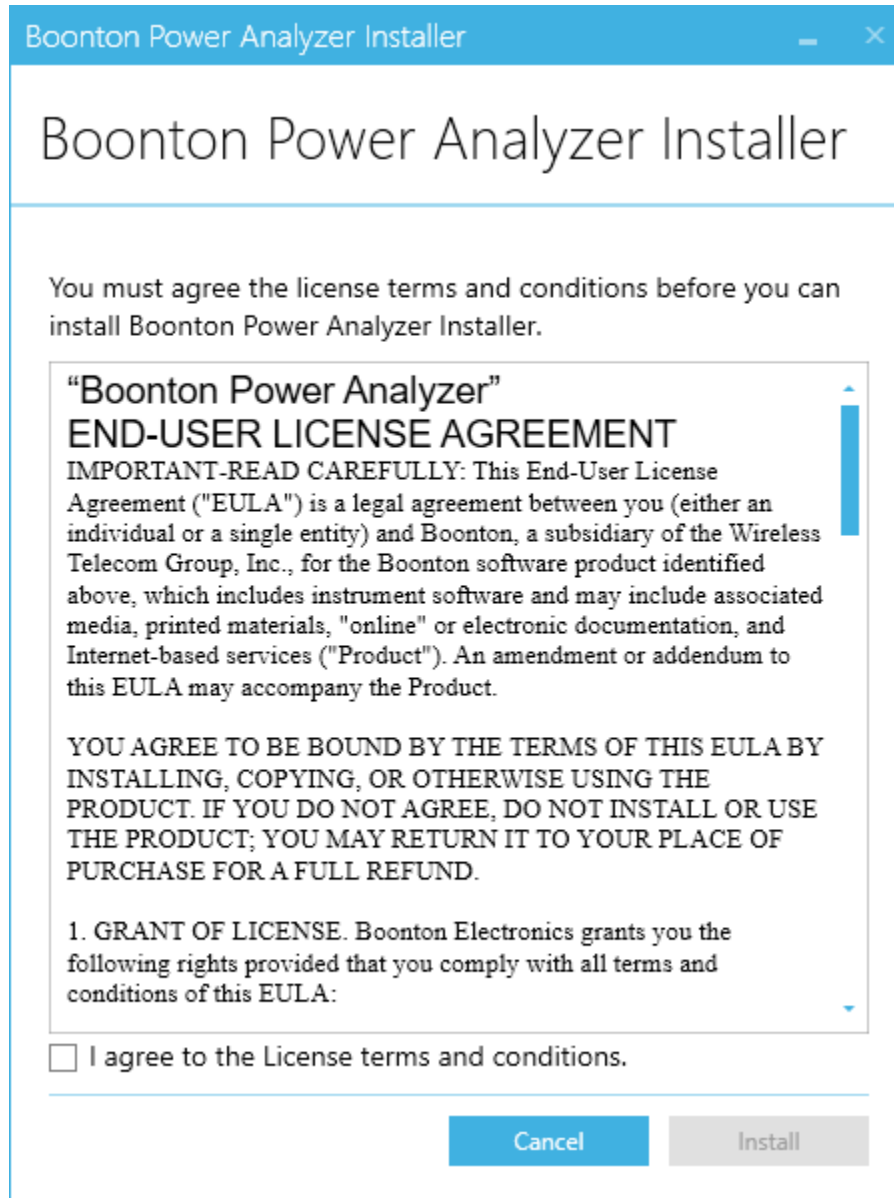 Boonton Power Analyzer Installer
Boonton Power Analyzer Installer
You must agree the license terms and conditions before you can
install Boonton Power Analyzer Installer.
“Boonton Power Analyzer”
END-USER LICENSE AGREEMENT
IMPORTANT-READ CAREFULLY: This End-User License
Agreement ("EULA") is a legal agreement between you (either an
individual or a single entity) and Boonton, a subsidiary of the Wireless
Telecom Group, Inc., for the Boonton software product identified
above, which includes instrument software and may include associated
media, printed materials, "online" or electronic documentation, and
Internet-based services ("Product"). An amendment or addendum to
this EULA may accompany the Product.
YOU AGREE TO BE BOUND BY THE TERMS OF THIS EULA BY
INSTALLING, COPYING, OR OTHERWISE USING THE
PRODUCT. IF YOU DO NOT AGREE, DO NOT INSTALL OR USE
THE PRODUCT; YOU MAY RETURN IT TO YOUR PLACE OF
PURCHASE FOR A FULL REFUND.
1. GRANT OF LICENSE. Boonton Electronics grants you the
following rights provided that you comply with all terms and
conditions of this EULA:
I agree to the License terms and conditions.
Cancel
Install